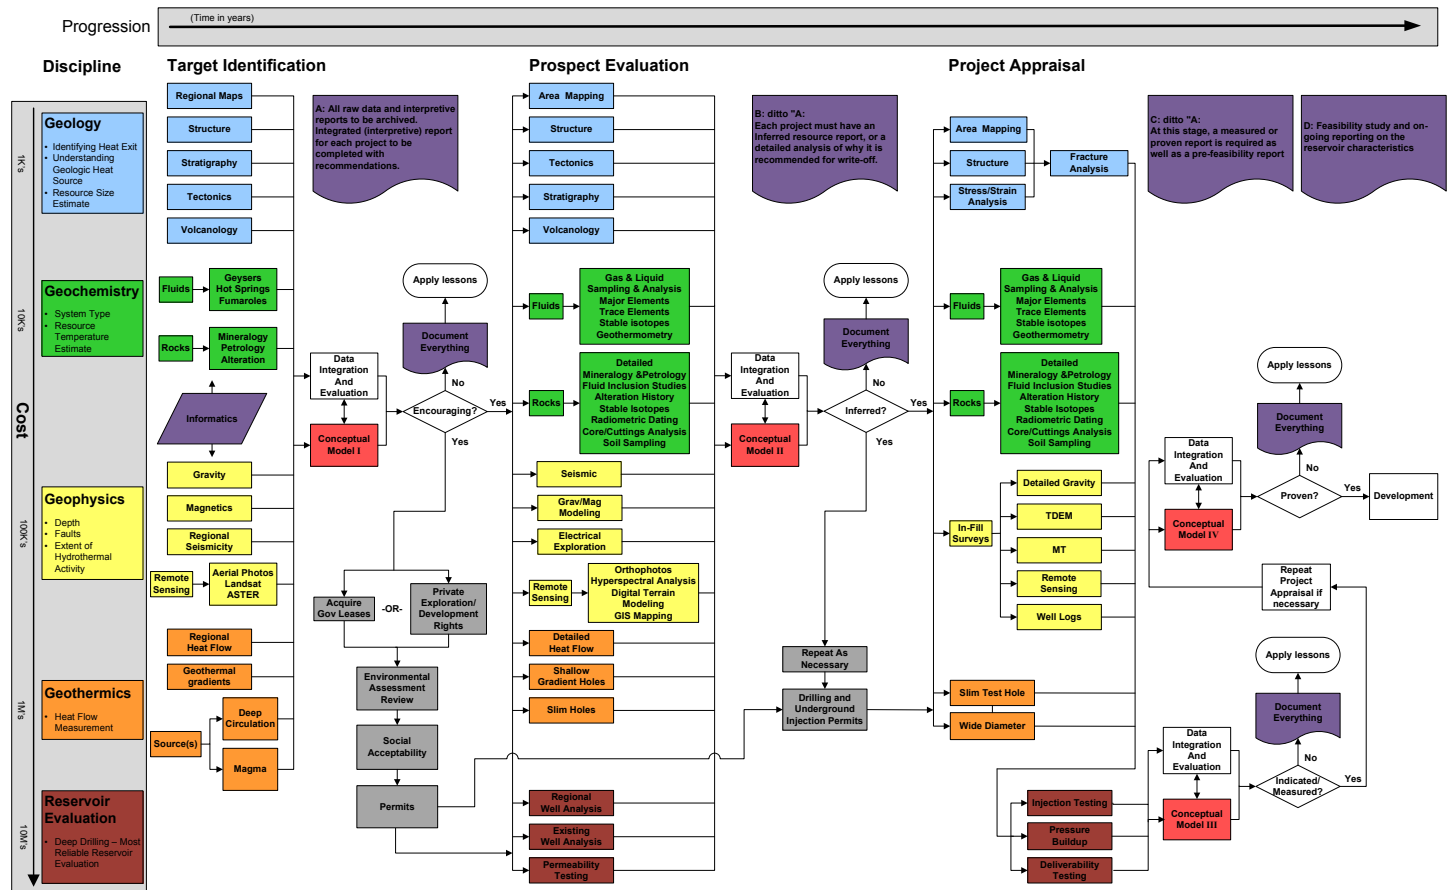 Progression
(Time in years)
Discipline
Target Identification
Prospect Evaluation
Project Appraisal
Cost
1K's
10K's
100K's
1M's
10M's
Geology
• Identifying Heat Exit
• Understanding
Geologic Heat
Source
• Resource Size
Estimate
Geochemistry
• System Type
• Resource
Temperature
Estimate
Geophysics
• Depth
• Faults
• Extent of
Hydrothermal
Activity
Geothermics
• Heat Flow
Measurement
Reservoir
Evaluation
• Deep Drilling – Most
Reliable Reservoir
Evaluation
Regional Maps
Structure
Stratigraphy
Tectonics
Volcanology
Fluids
Geysers
Hot Springs
Fumaroles
Rocks
Mineralogy
Petrology
Alteration
Informatics
Gravity
Magnetics
Regional
Seismicity
Remote
Sensing
Aerial Photos
Landsat
ASTER
Regional
Heat Flow
Geothermal
gradients
Source(s)
Deep
Circulation
Magma
A: All raw data and interpretive
reports to be archived.
Integrated (interpretive) report
for each project to be
completed with
recommendations.
Apply lessons
Document
Everything
No
Data
Integration
And
Evaluation
Conceptual
Model I
Encouraging?
Yes
Yes
Acquire
Gov Leases
-OR-
Private
Exploration/
Development
Rights
Environmental
Assessment
Review
Social
Acceptability
Permits
Area Mapping
Structure
Tectonics
Stratigraphy
Volcanology
Fluids
Gas & Liquid
Sampling & Analysis
Major Elements
Trace Elements
Stable isotopes
Geothermometry
Rocks
Detailed
Mineralogy &Petrology
Fluid Inclusion Studies
Alteration History
Stable Isotopes
Radiometric Dating
Core/Cuttings Analysis
Soil Sampling
Seismic
Grav/Mag
Modeling
Electrical
Exploration
Remote
Sensing
Orthophotos
Hyperspectral Analysis
Digital Terrain
Modeling
GIS Mapping
Detailed
Heat Flow
Shallow
Gradient Holes
Slim Holes
Regional
Well Analysis
Existing
Well Analysis
Permeability
Testing
B: ditto "A:
Each project must have an
Inferred resource report, or a
detailed analysis of why it is
recommended for write-off.
Apply lessons
Document
Everything
No
Data
Integration
And
Evaluation
Conceptual
Model II
Inferred?
Yes
Yes
Repeat As
Necessary
Drilling and
Underground
Injection Permits
Area Mapping
Structure
Stress/Strain
Analysis
Fracture
Analysis
Fluids
Gas & Liquid
Sampling & Analysis
Major Elements
Trace Elements
Stable isotopes
Geothermometry
Rocks
Detailed
Mineralogy &Petrology
Fluid Inclusion Studies
Alteration History
Stable Isotopes
Radiometric Dating
Core/Cuttings Analysis
Soil Sampling
In-Fill
Surveys
Detailed Gravity
TDEM
MT
Remote
Sensing
Well Logs
Slim Test Hole
Wide Diameter
Injection Testing
Pressure
Buildup
Deliverability
Testing
C: ditto "A:
At this stage, a measured or
proven report is required as
well as a pre-feasibility report
D: Feasibility study and on-
going reporting on the
reservoir characteristics
Apply lessons
Document
Everything
No
Data
Integration
And
Evaluation
Conceptual
Model IV
Proven?
Yes
Development
Repeat
Project
Appraisal if
necessary
Apply lessons
Document
Everything
No
Data
Integration
And
Evaluation
Conceptual
Model III
Indicated/
Measured?
Yes